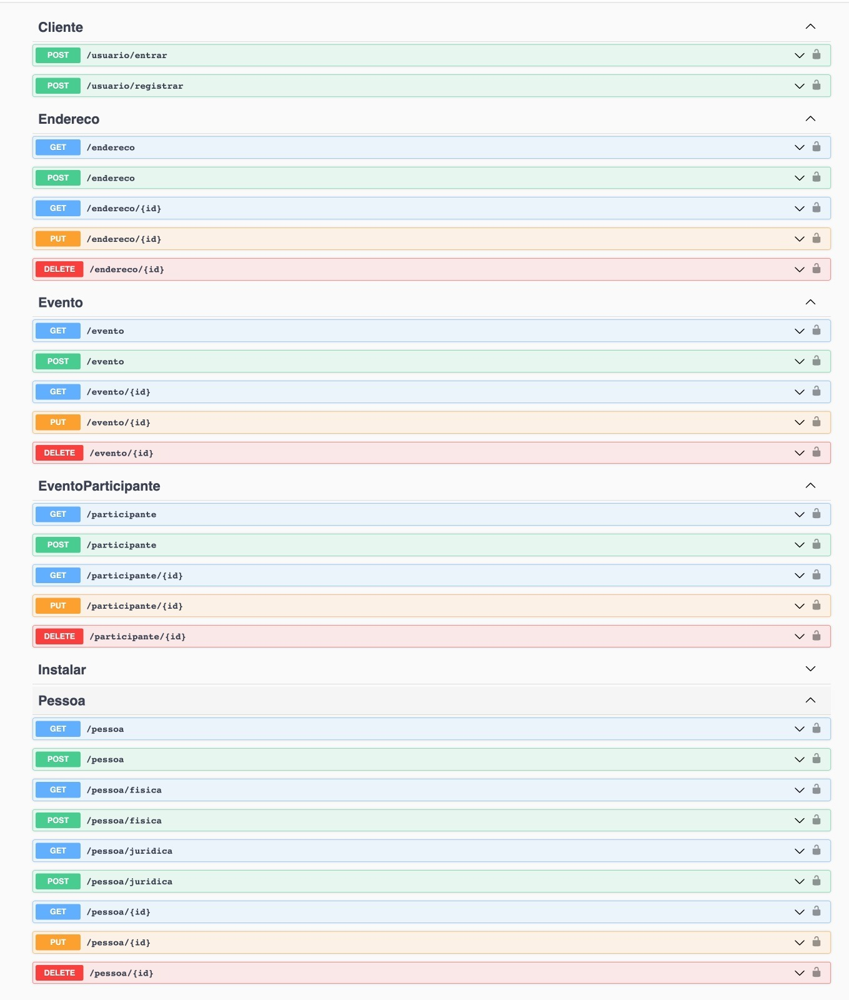 Cliente
POST /usuario/entrar
POST /usuario/registrar
Endereco
GET /endereco
POST /endereco
GET /endereco/{id}
PUT /endereco/{id}
DELETE /endereco/{id}
Evento
GET /evento
POST /evento
GET /evento/{id}
PUT /evento/{id}
DELETE /evento/{id}
EventoParticipante
GET /participante
POST /participante
GET /participante/{id}
PUT /participante/{id}
DELETE /participante/{id}
Instalar
Pessoa
GET /pessoa
POST /pessoa
GET /pessoa/fisica
POST /pessoa/fisica
GET /pessoa/juridica
POST /pessoa/juridica
GET /pessoa/{id}
PUT /pessoa/{id}
DELETE /pessoa/{id}